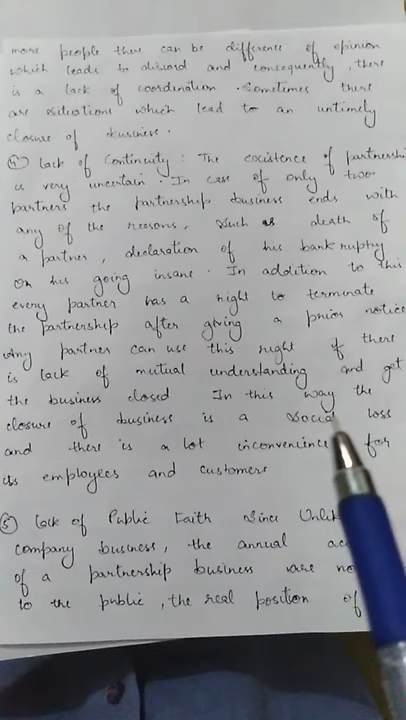 more people there can be difference of opinion
which leads to discord and consequently, there
is a lack of coordination. Sometimes there
are situations which lead to an untimely
closure of business.
④ Lack of Continuity: The existence of partnershi
is very uncertain. In case of only two
partners the partnership business ends with
any of the reasons, such as death of
a partner, declaration of his bankruptcy
on his going insane. In addition to this
every partner has a right to terminate
the partnership after giving a prior notice
Any partner can use this right if there
is lack of mutual understanding and get
the business closed In this way the
closure of business is a social loss
and there is a lot inconvenience for
its employees and customers
⑤ Lack of Public Faith Since Unlik
company business, the annual ac
of a partnership business are no
to the public, the real position of